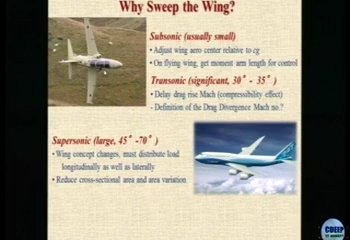 Why Sweep the Wing?
Subsonic (usually small)
• Adjust wing aero center relative to cg
• On flying wing, get moment arm length for control
Transonic (significant, 30° - 35°)
• Delay drag rise Mach (compressibility effect)
- Definition of the Drag Divergence Mach no.?
Supersonic (large, 45° -70°)
• Wing concept changes, must distribute load
longitudinally as well as laterally
• Reduce cross-sectional area and area variation
CDEEP